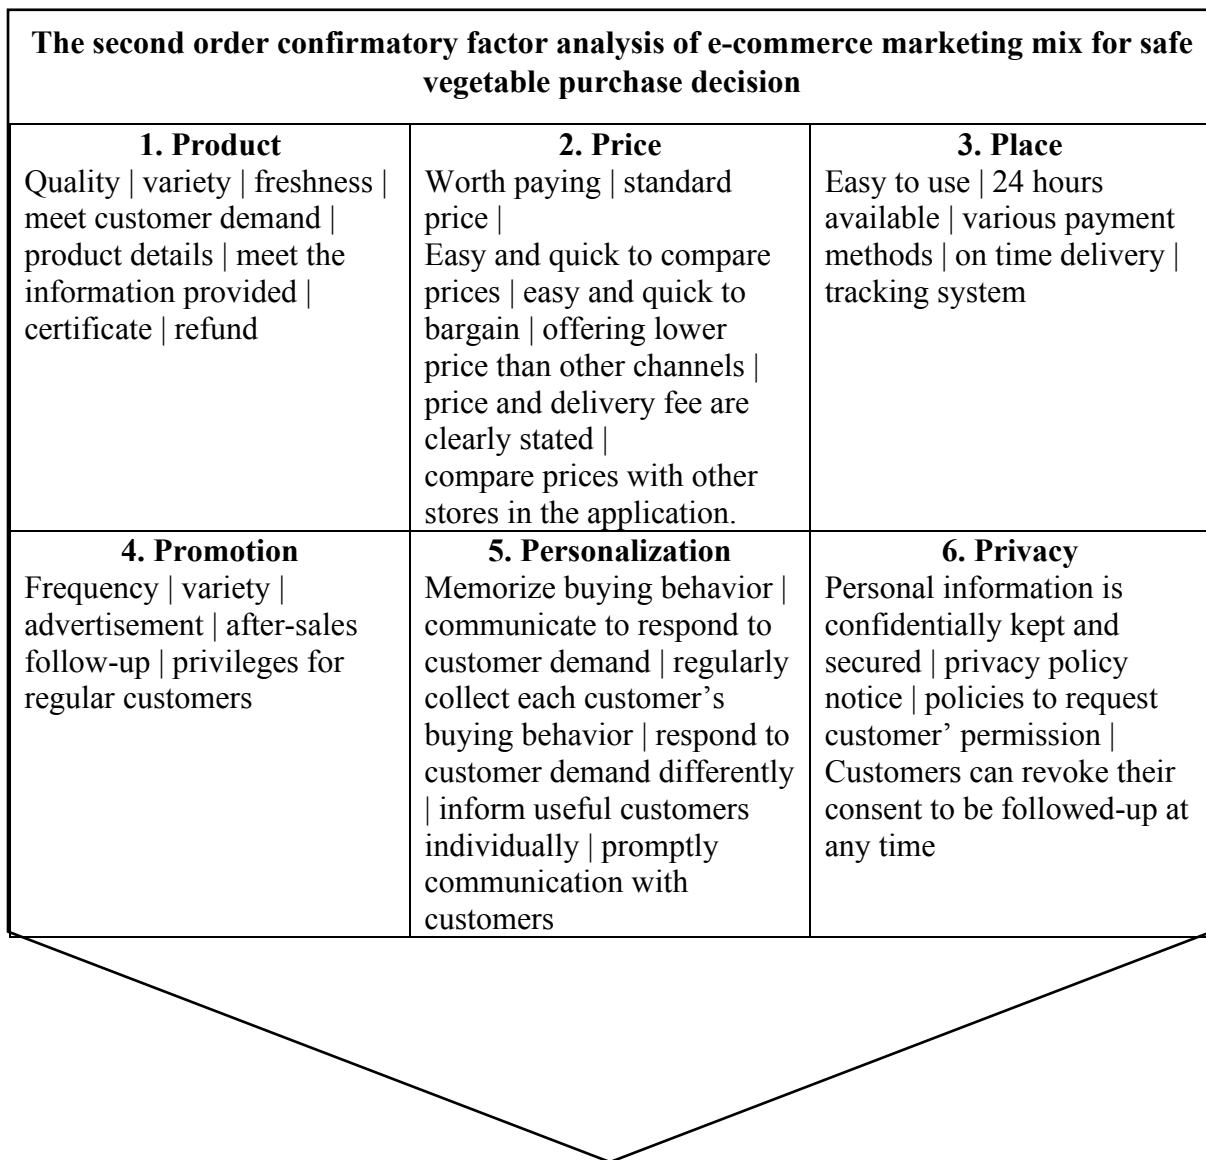 The second order confirmatory factor analysis of e-commerce marketing mix for safe
vegetable purchase decision
1. Product
Quality | variety | freshness |
meet customer demand |
product details | meet the
information provided |
certificate | refund
2. Price
Worth paying | standard
price |
Easy and quick to compare
prices | easy and quick to
bargain | offering lower
price than other channels |
price and delivery fee are
clearly stated |
compare prices with other
stores in the application.
3. Place
Easy to use | 24 hours
available | various payment
methods | on time delivery |
tracking system
4. Promotion
Frequency | variety |
advertisement | after-sales
follow-up | privileges for
regular customers
5. Personalization
Memorize buying behavior |
communicate to respond to
customer demand | regularly
collect each customer’s
buying behavior | respond to
customer demand differently
| inform useful customers
individually | promptly
communication with
customers
6. Privacy
Personal information is
confidentially kept and
secured | privacy policy
notice | policies to request
customer’ permission |
Customers can revoke their
consent to be followed-up at
any time